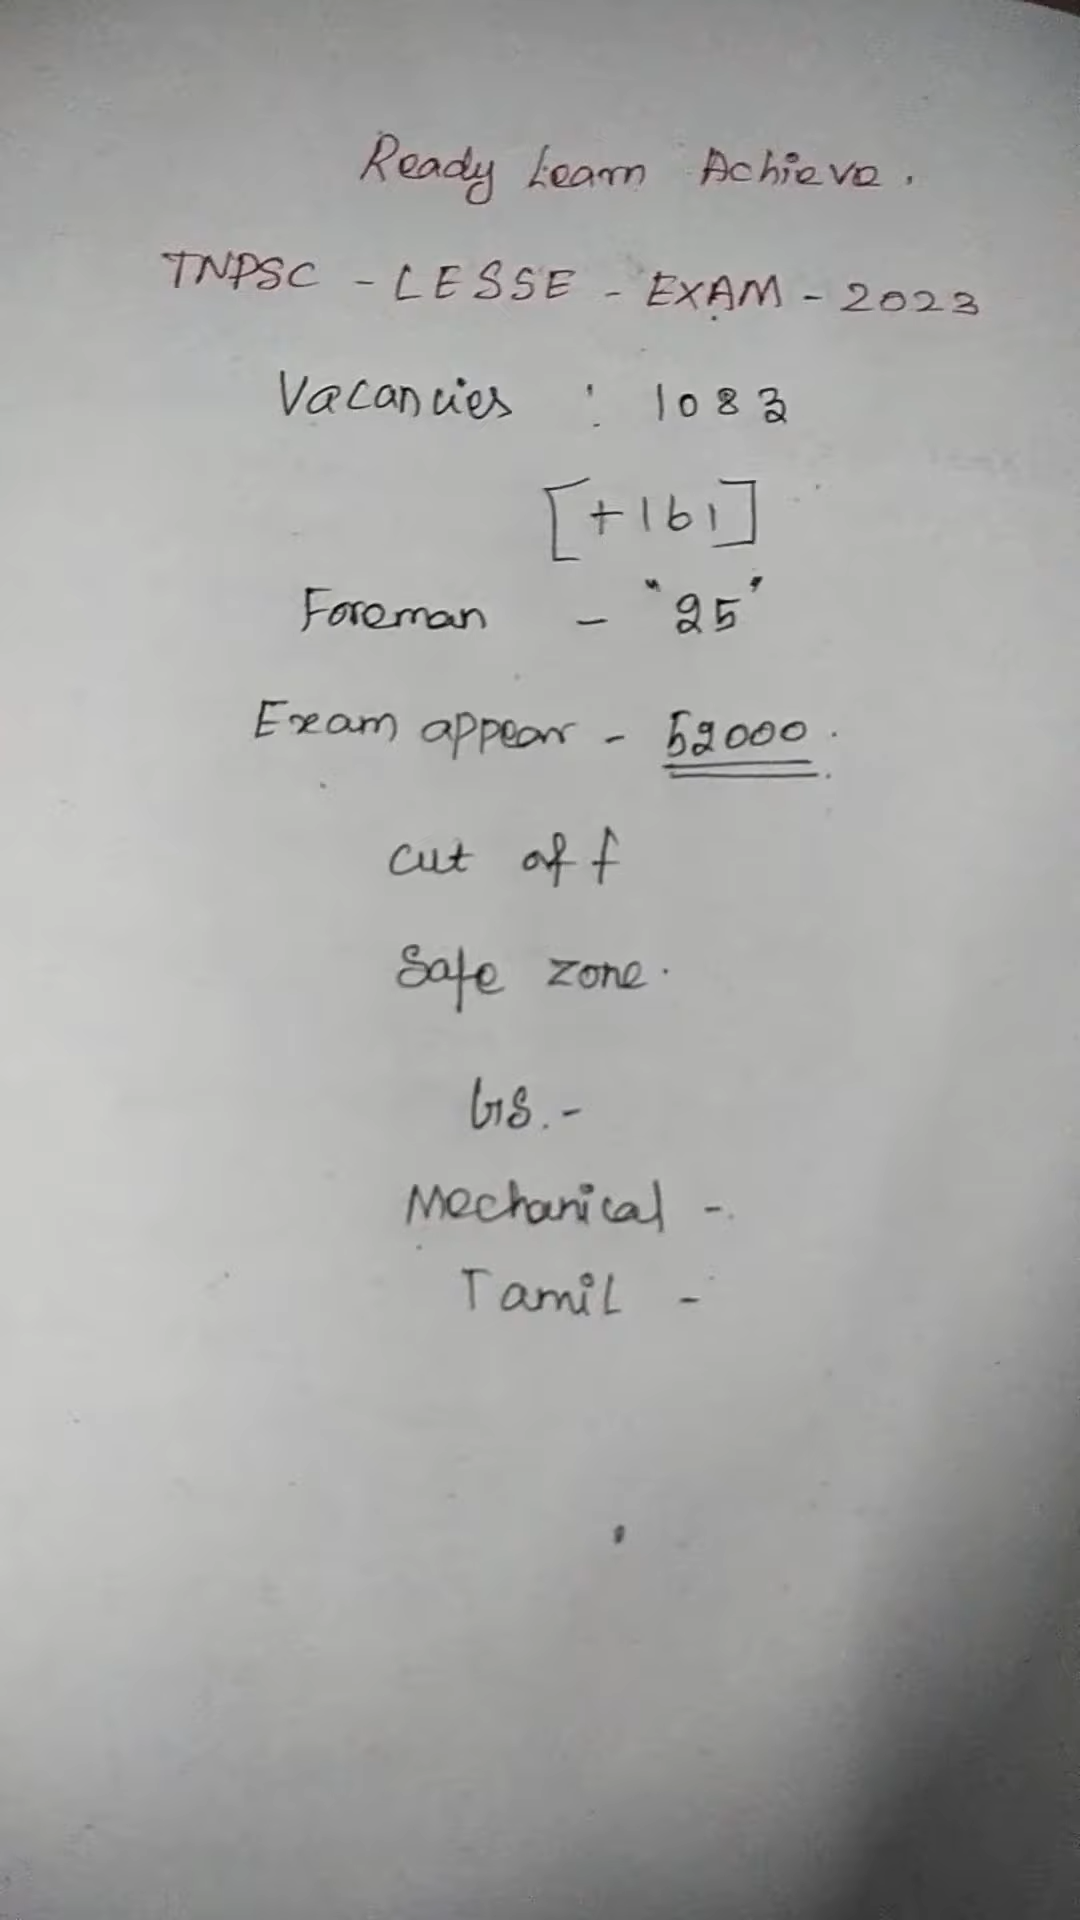 Ready Learn Achieve.
TNPSC - LESSE - EXAM - 2023
Vacancies : 1083
[+161]
Foreman - "25"
Exam appear - 52000.
cut off
Safe zone.
GS. -
Mechanical -
Tamil -